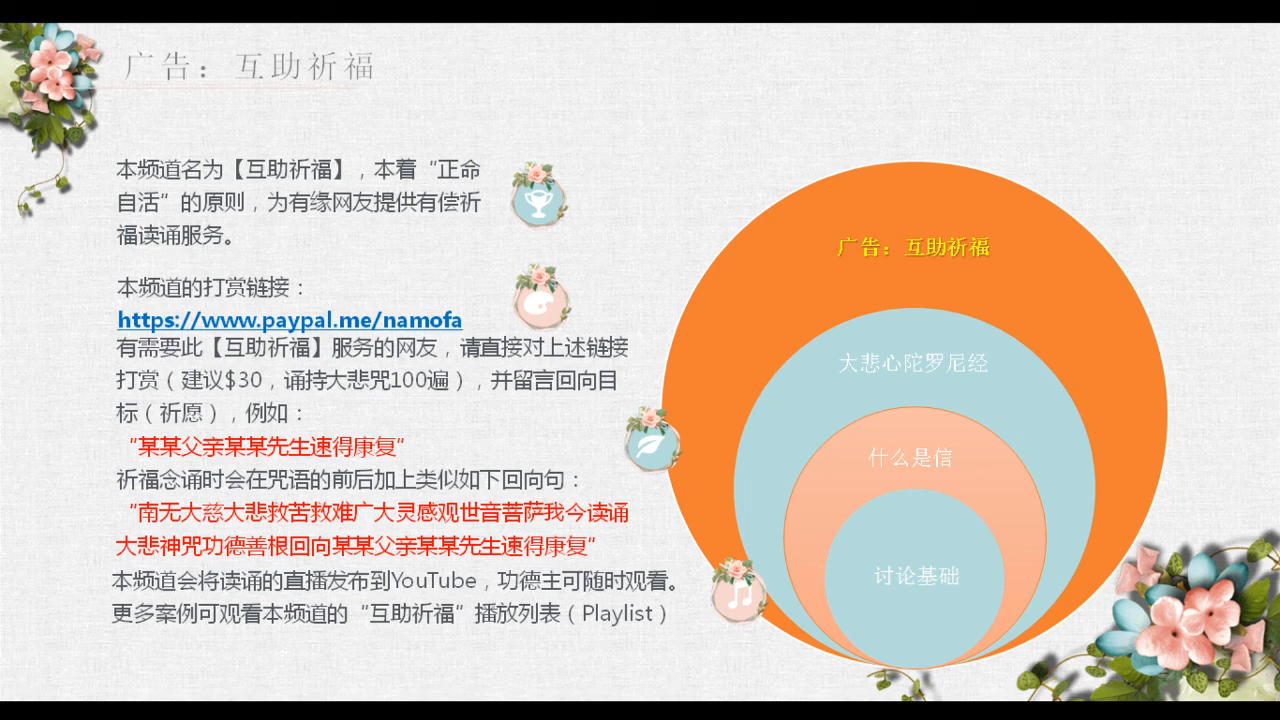 广告：互助祈福
本频道名为【互助祈福】，本着“正命
自活”的原则，为有缘网友提供有偿祈
福读诵服务。
本频道的打赏链接：
https://www.paypal.me/namofa
有需要此【互助祈福】服务的网友，请直接对上述链接
打赏（建议$30，诵持大悲咒100遍），并留言回向目
标（祈愿），例如：
“某某父亲某某先生速得康复”
祈福念诵时会在咒语的前后加上类似如下回向句：
“南无大慈大悲救苦救难广大灵感观世音菩萨我今读诵
大悲神咒功德善根回向某某父亲某某先生速得康复”
本频道会将读诵的直播发布到YouTube，功德主可随时观看。
更多案例可观看本频道的“互助祈福”播放列表（Playlist）
广告：互助祈福
大悲心陀罗尼经
什么是信
讨论基础